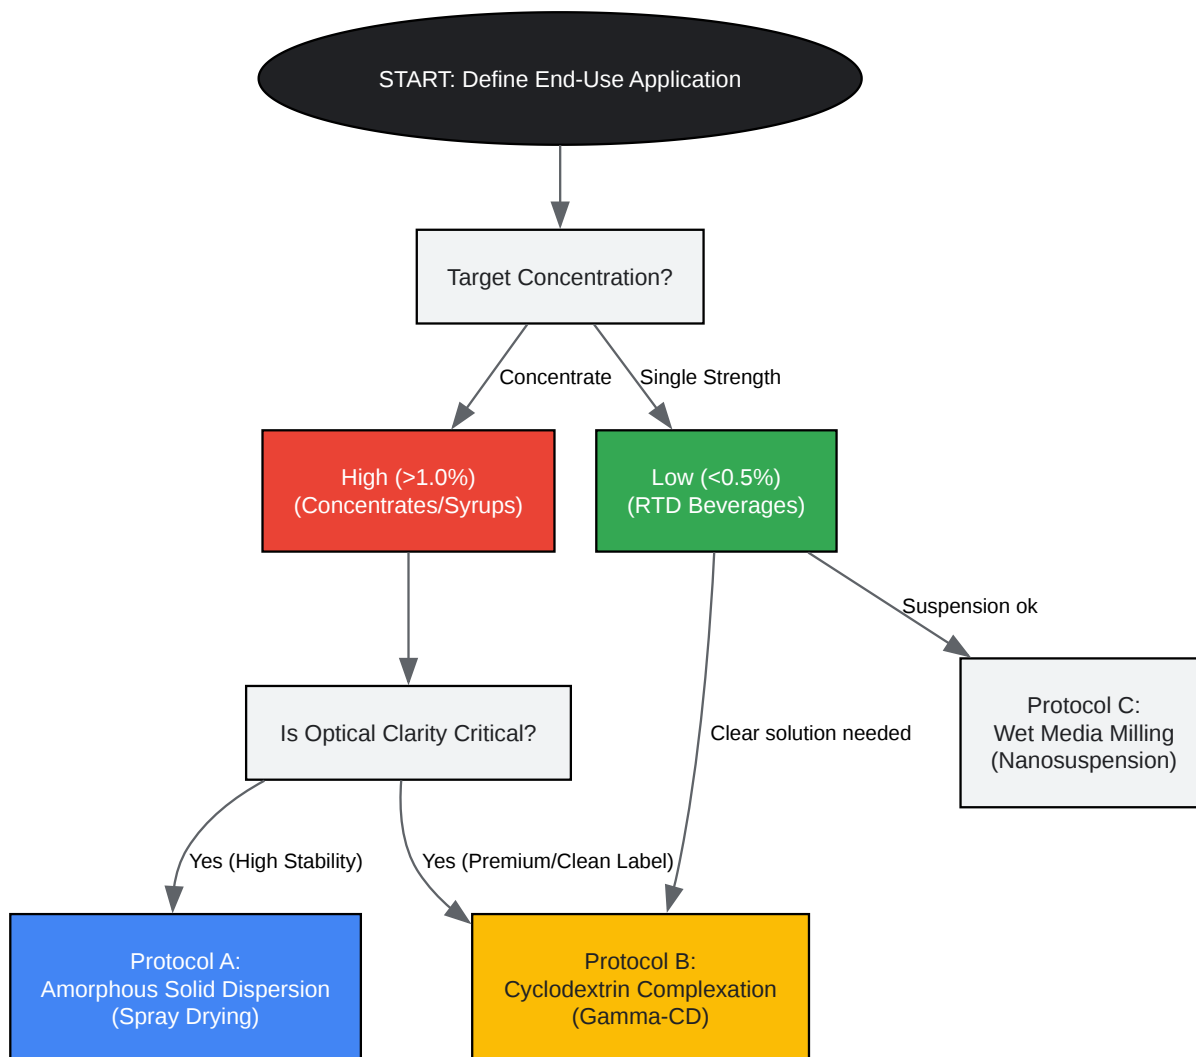 START: Define End-Use Application
Target Concentration?
Concentrate
Single Strength
High (>1.0%)
(Concentrates/Syrups)
Low (<0.5%)
(RTD Beverages)
Suspension ok
Protocol C:
Wet Media Milling
(Nanosuspension)
Is Optical Clarity Critical?
Clear solution needed
Yes (High Stability)
Yes (Premium/Clean Label)
Protocol A:
Amorphous Solid Dispersion
(Spray Drying)
Protocol B:
Cyclodextrin Complexation
(Gamma-CD)